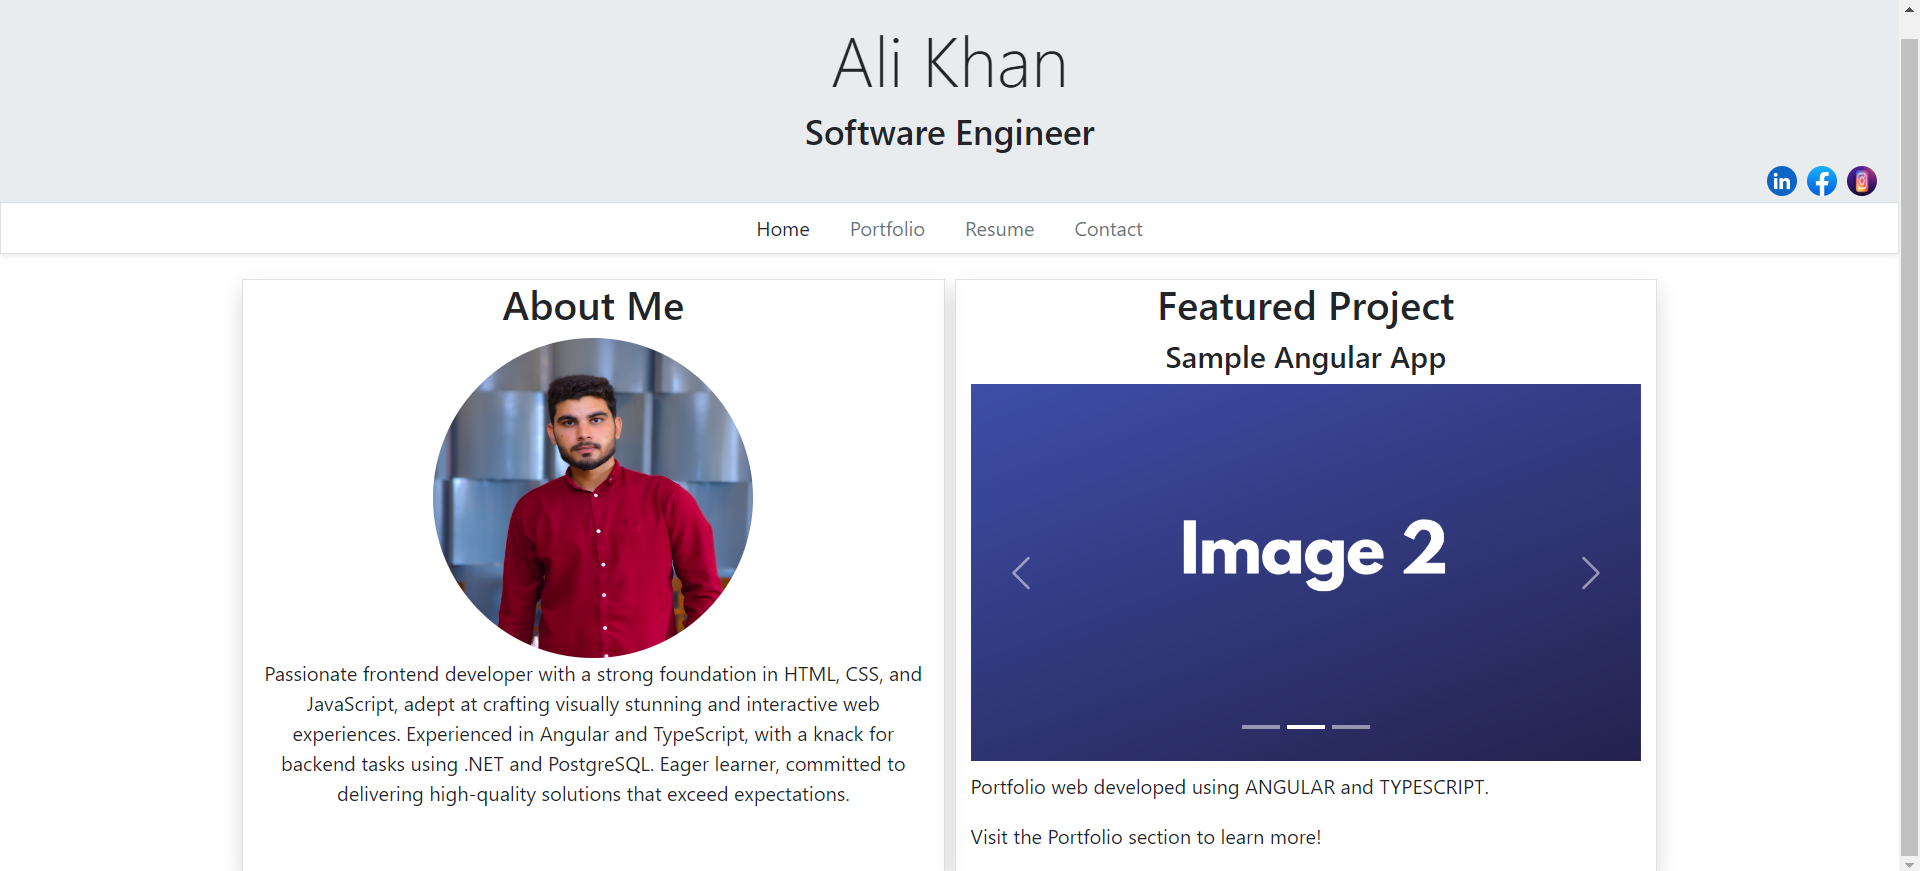 Ali Khan
Software Engineer
in f
Home Portfolio Resume Contact
About Me
Passionate frontend developer with a strong foundation in HTML, CSS, and
JavaScript, adept at crafting visually stunning and interactive web
experiences. Experienced in Angular and TypeScript, with a knack for
backend tasks using .NET and PostgreSQL. Eager learner, committed to
delivering high-quality solutions that exceed expectations.
Featured Project
Sample Angular App
Image 2
Portfolio web developed using ANGULAR and TYPESCRIPT.
Visit the Portfolio section to learn more!